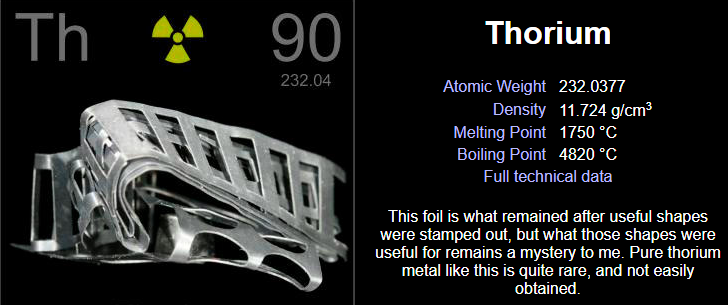 Th 90
232.04
Thorium
Atomic Weight 232.0377
Density 11.724 g/cm³
Melting Point 1750 °C
Boiling Point 4820 °C
Full technical data
This foil is what remained after useful shapes
were stamped out, but what those shapes were
useful for remains a mystery to me. Pure thorium
metal like this is quite rare, and not easily
obtained.